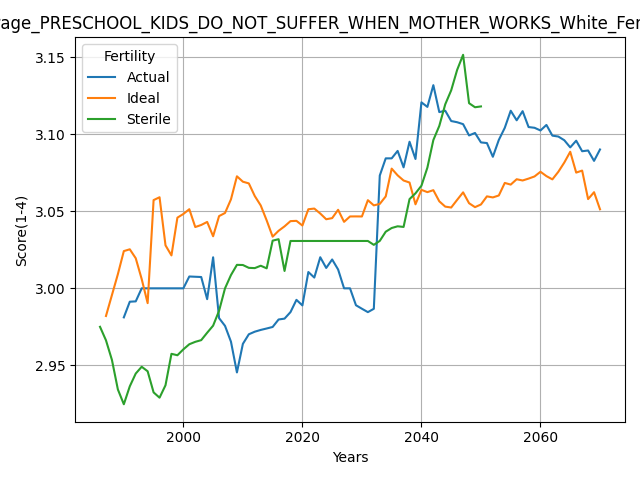 rage_PRESCHOOL_KIDS_DO_NOT_SUFFER_WHEN_MOTHER_WORKS_White_Fer
3.15
3.10
3.05
3.00
2.95
Score(1-4)
Fertility
Actual
Ideal
Sterile
2000
2020
2040
2060
Years